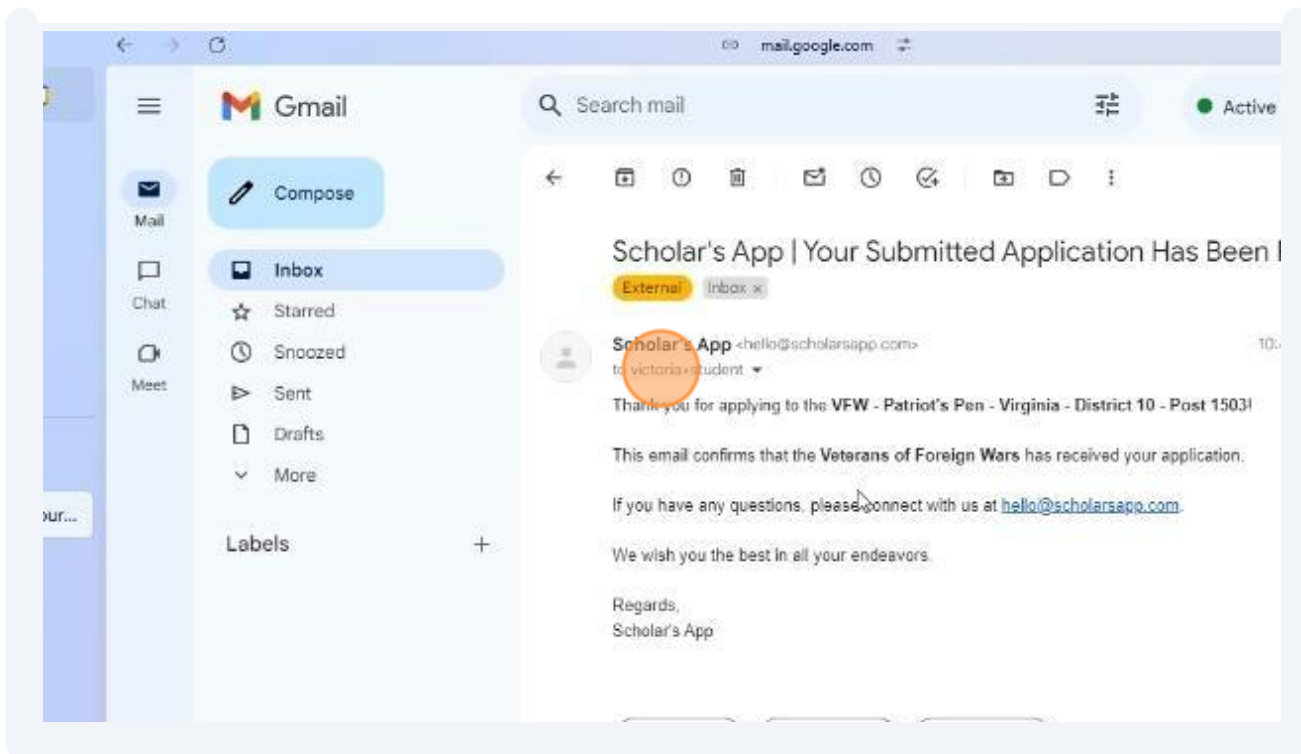 mail.google.com
Gmail
Search mail
Active
Compose
Mail
Inbox
Chat
Starred
Snoozed
Meet
Sent
Drafts
More
our...
Labels
Scholar's App | Your Submitted Application Has Been
External Inbox x
Scholar's App <hello@scholarsapp.com> 10:
to victoria+student
Thank you for applying to the VFW - Patriot's Pen - Virginia - District 10 - Post 1503!
This email confirms that the Veterans of Foreign Wars has received your application.
If you have any questions, please connect with us at hello@scholarsapp.com.
We wish you the best in all your endeavors.
Regards,
Scholar's App